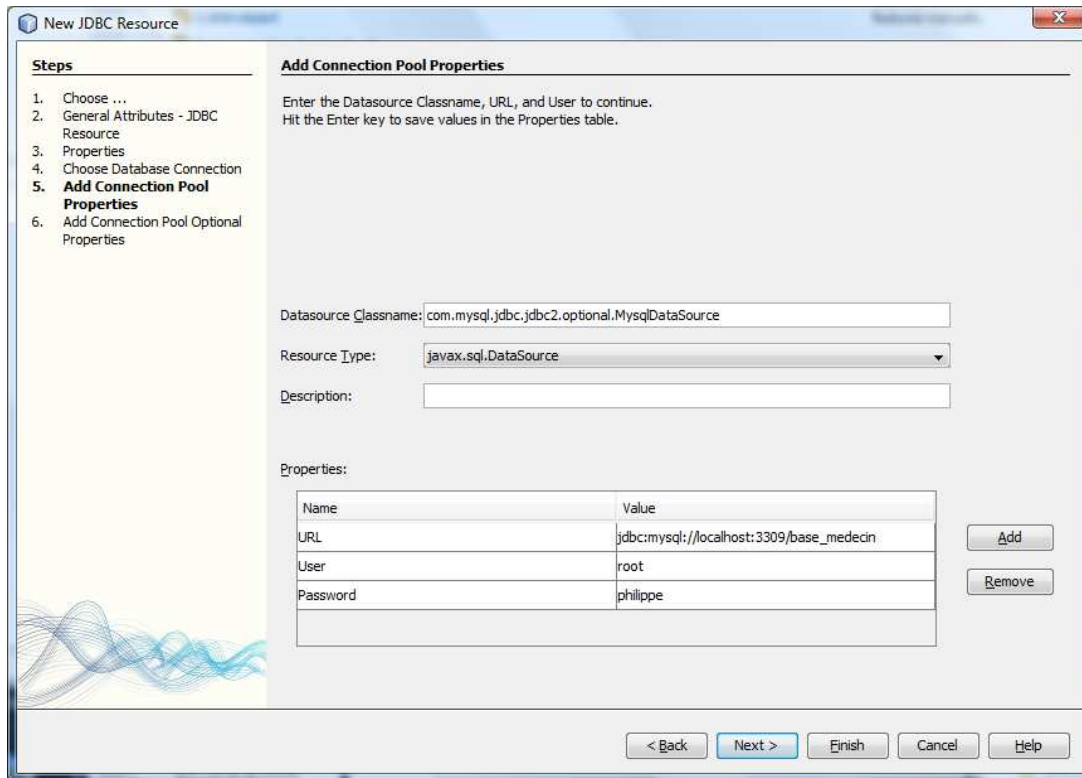 New JDBC Resource
Steps
1. Choose ...
2. General Attributes - JDBC
Resource
3. Properties
4. Choose Database Connection
5. Add Connection Pool
Properties
6. Add Connection Pool Optional
Properties
Add Connection Pool Properties
Enter the Datasource Classname, URL, and User to continue.
Hit the Enter key to save values in the Properties table.
Datasource Classname: com.mysql.jdbc.jdbc2.optional.MysqlDataSource
Resource Type: javax.sql.DataSource
Description:
Properties:
Name Value
URL jdbc:mysql://localhost:3309/base_medecin
User root
Password philippe
Add
Remove
< Back Next > Finish Cancel Help